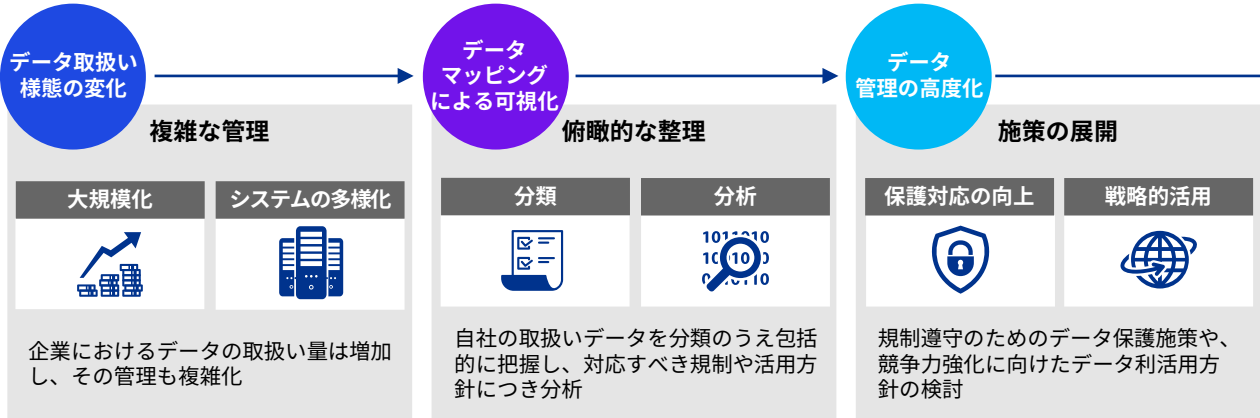 データ取扱い
様態の変化
データ
マッピング
による可視化
データ
管理の高度化
複雑な管理
俯瞰的な整理
施策の展開
大規模化
システムの多様化
分類
分析
保護対応の向上
戦略的活用
企業におけるデータの取扱い量は増加
し、その管理も複雑化
自社の取扱いデータを分類のうえ包括
的に把握し、対応すべき規制や活用方
針につき分析
規制遵守のためのデータ保護施策や、
競争力強化に向けたデータ利活用方
針の検討